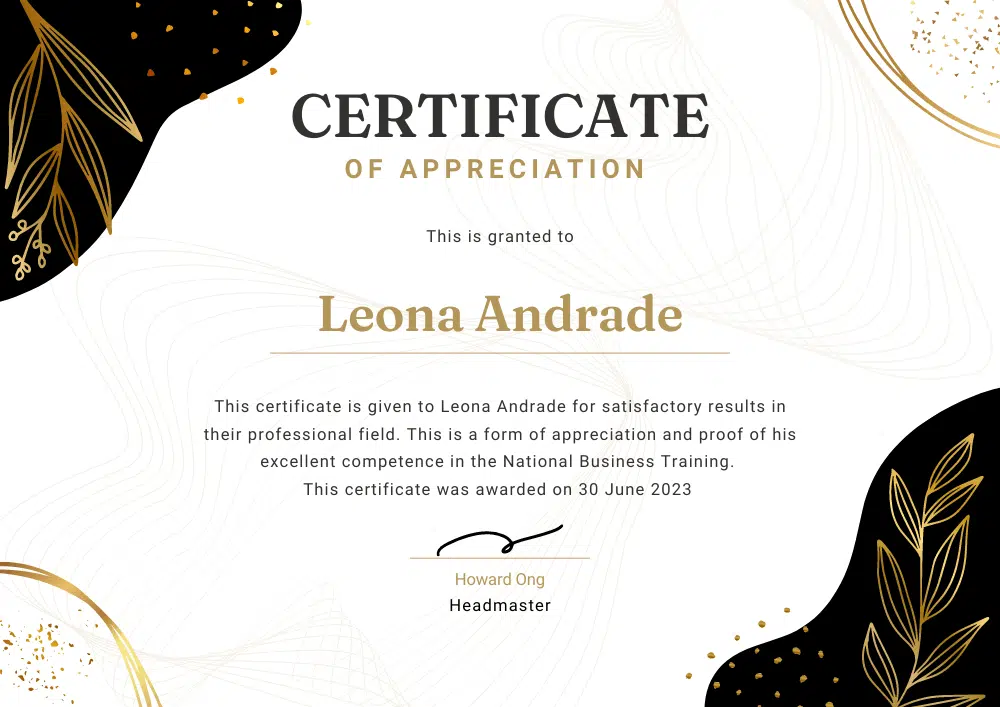 CERTIFICATE
OF APPRECIATION
This is granted to
Leona Andrade
This certificate is given to Leona Andrade for satisfactory results in
their professional field. This is a form of appreciation and proof of his
excellent competence in the National Business Training.
This certificate was awarded on 30 June 2023
Howard Ong
Headmaster